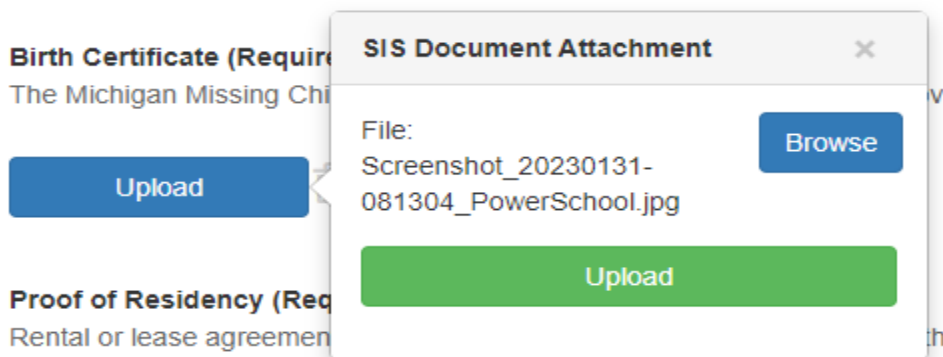 Birth Certificate (Require
The Michigan Missing Chi
Upload
Proof of Residency (Req
Rental or lease agreemen
SIS Document Attachment
×
File:
Screenshot_20230131-
081304_PowerSchool.jpg
Browse
Upload